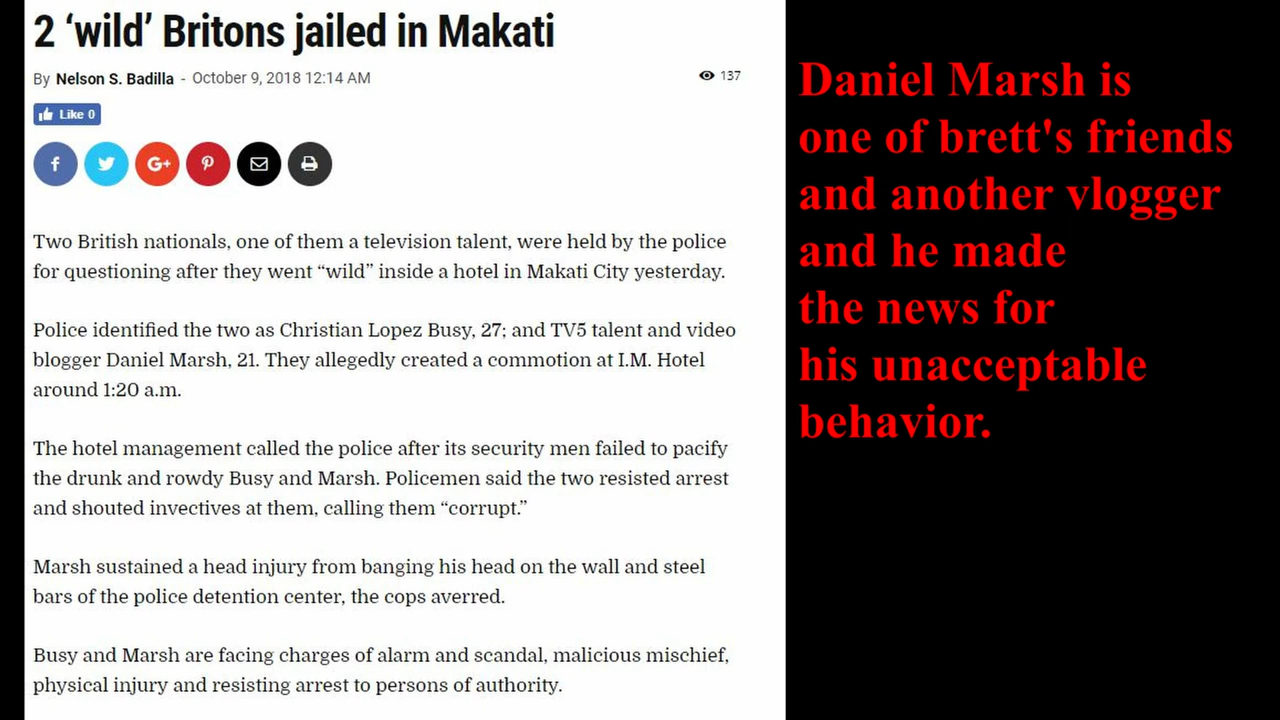 2 ‘wild’ Britons jailed in Makati
By Nelson S. Badilla - October 9, 2018 12:14 AM
137
Like 0
f
G+
Two British nationals, one of them a television talent, were held by the police
for questioning after they went “wild” inside a hotel in Makati City yesterday.
Police identified the two as Christian Lopez Busy, 27; and TV5 talent and video
blogger Daniel Marsh, 21. They allegedly created a commotion at I.M. Hotel
around 1:20 a.m.
The hotel management called the police after its security men failed to pacify
the drunk and rowdy Busy and Marsh. Policemen said the two resisted arrest
and shouted invectives at them, calling them “corrupt.”
Marsh sustained a head injury from banging his head on the wall and steel
bars of the police detention center, the cops averred.
Busy and Marsh are facing charges of alarm and scandal, malicious mischief,
physical injury and resisting arrest to persons of authority.
Daniel Marsh is
one of brett's friends
and another vlogger
and he made
the news for
his unacceptable
behavior.